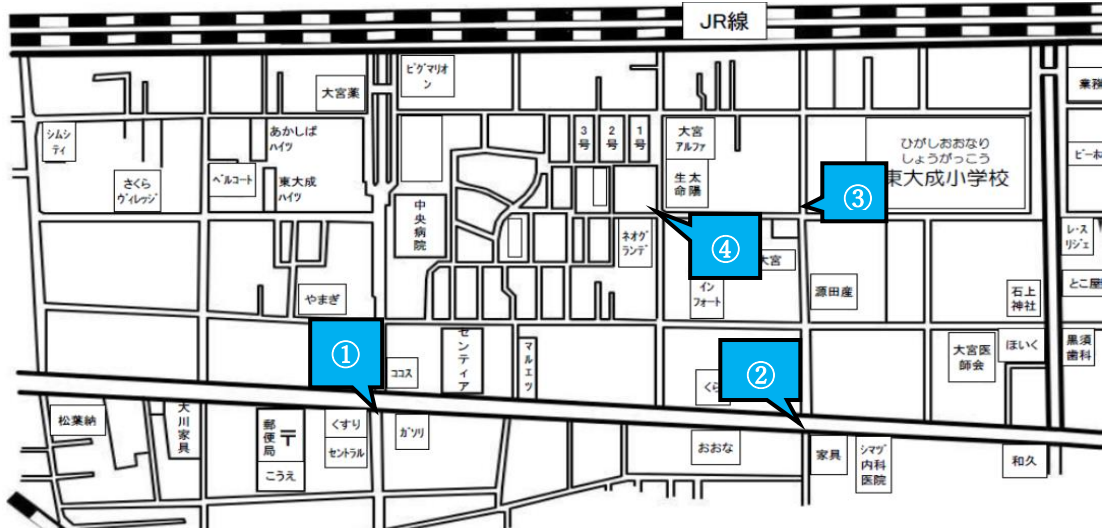 JR線
ピグマリオ
ン
業務
大宮薬
シムシ
ティ
あかしば
ハイツ
3
号
2
号
1
号
大宮
アルファ
ひがしおおなり
しょうがっこう
東大成小学校
ビーホ
さくら
ヴィレッジ
ベルコート
東大成
ハイツ
生命
太陽
③
中央病院
ネオグ
ランデ
④
大宮
レース
リジェ
やまぎ
イン
フォート
源田産
石上
神社
とこ屋
①
ココス
センティア
マルエツ
②
くら
大宮医
師会
ほいく
黒須
歯科
松葉納
大川家具
郵便局
〒
こうえ
くすり
セントラル
ガソリ
おおな
家具
シマヅ
内科
医院
和久